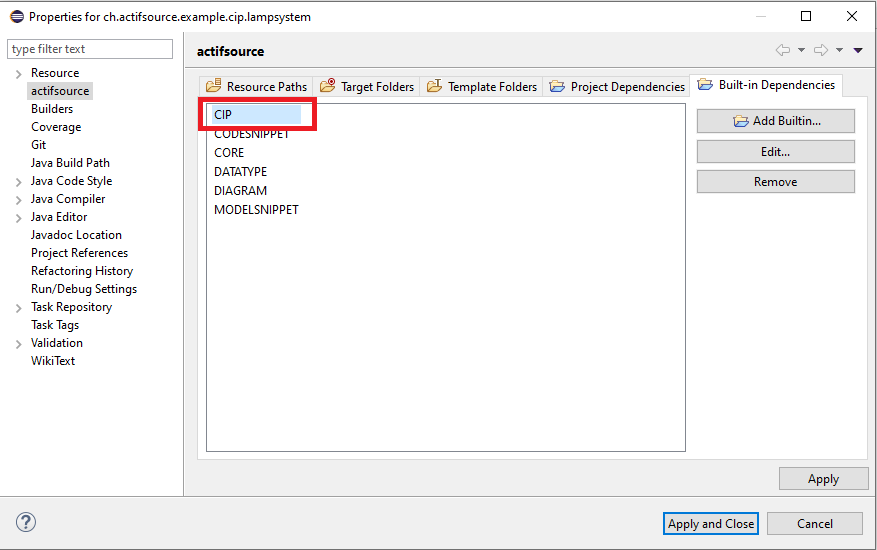 Properties for ch.actifsource.example.cip.lampsystem
type filter text
Resource
actifsource
Builders
Coverage
Git
Java Build Path
Java Code Style
Java Compiler
Java Editor
Javadoc Location
Project References
Refactoring History
Run/Debug Settings
Task Repository
Task Tags
Validation
WikiText
actifsource
Resource Paths
Target Folders
Template Folders
Project Dependencies
Built-in Dependencies
CIP
CODESNIPPET
CORE
DATATYPE
DIAGRAM
MODELSNIPPET
Add Builtin...
Edit...
Remove
Apply
?
Apply and Close
Cancel